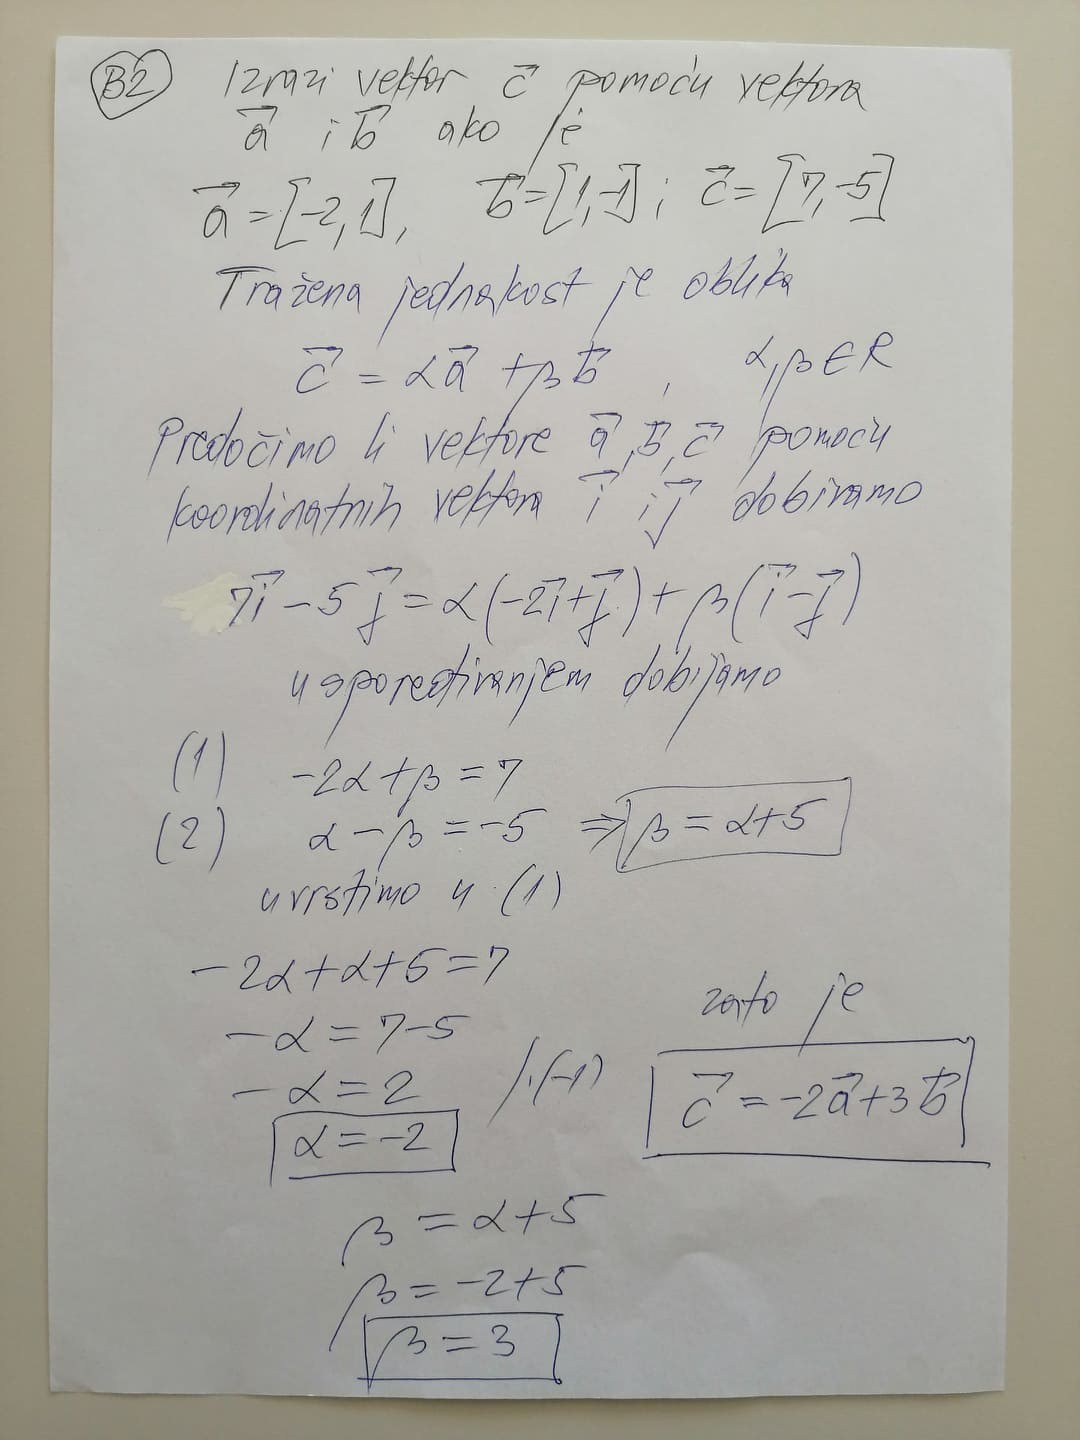 B2 Izrazi vektor c⃗ pomoću vektora
a⃗ i b⃗ ako je
a⃗ = [-2,1], b⃗ = [1,-1] i c⃗ = [7,-5]
Tražena jednakost je oblika
c⃗ = αa⃗ + βb⃗ , α,β∈R
Predočimo li vektore a⃗, b⃗, c⃗ pomoću
koordinatnih vektora i⃗ i j⃗ dobivamo
7i⃗ - 5j⃗ = α(-2i⃗+j⃗) + β(i⃗-j⃗)
uspoređivanjem dobijamo
(1) -2α+β=7
(2) α-β=-5 ⇒ β=α+5
uvrstimo u (1)
-2α+α+5=7
-α=7-5
-α=2 /·(-1)
α=-2
zato je
c⃗ = -2a⃗+3b⃗
β=α+5
β=-2+5
β=3